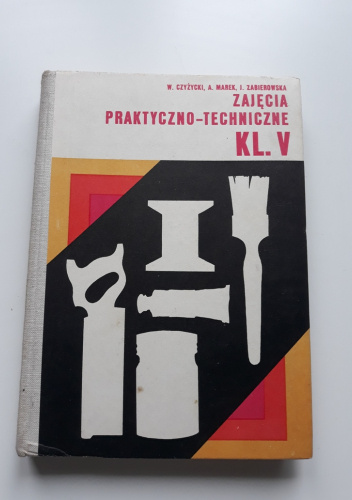 W. CZYŻYCKI, A. MAREK, I. ZABIEROWSKA
ZAJĘCIA
PRAKTYCZNO-TECHNICZNE
KL. V